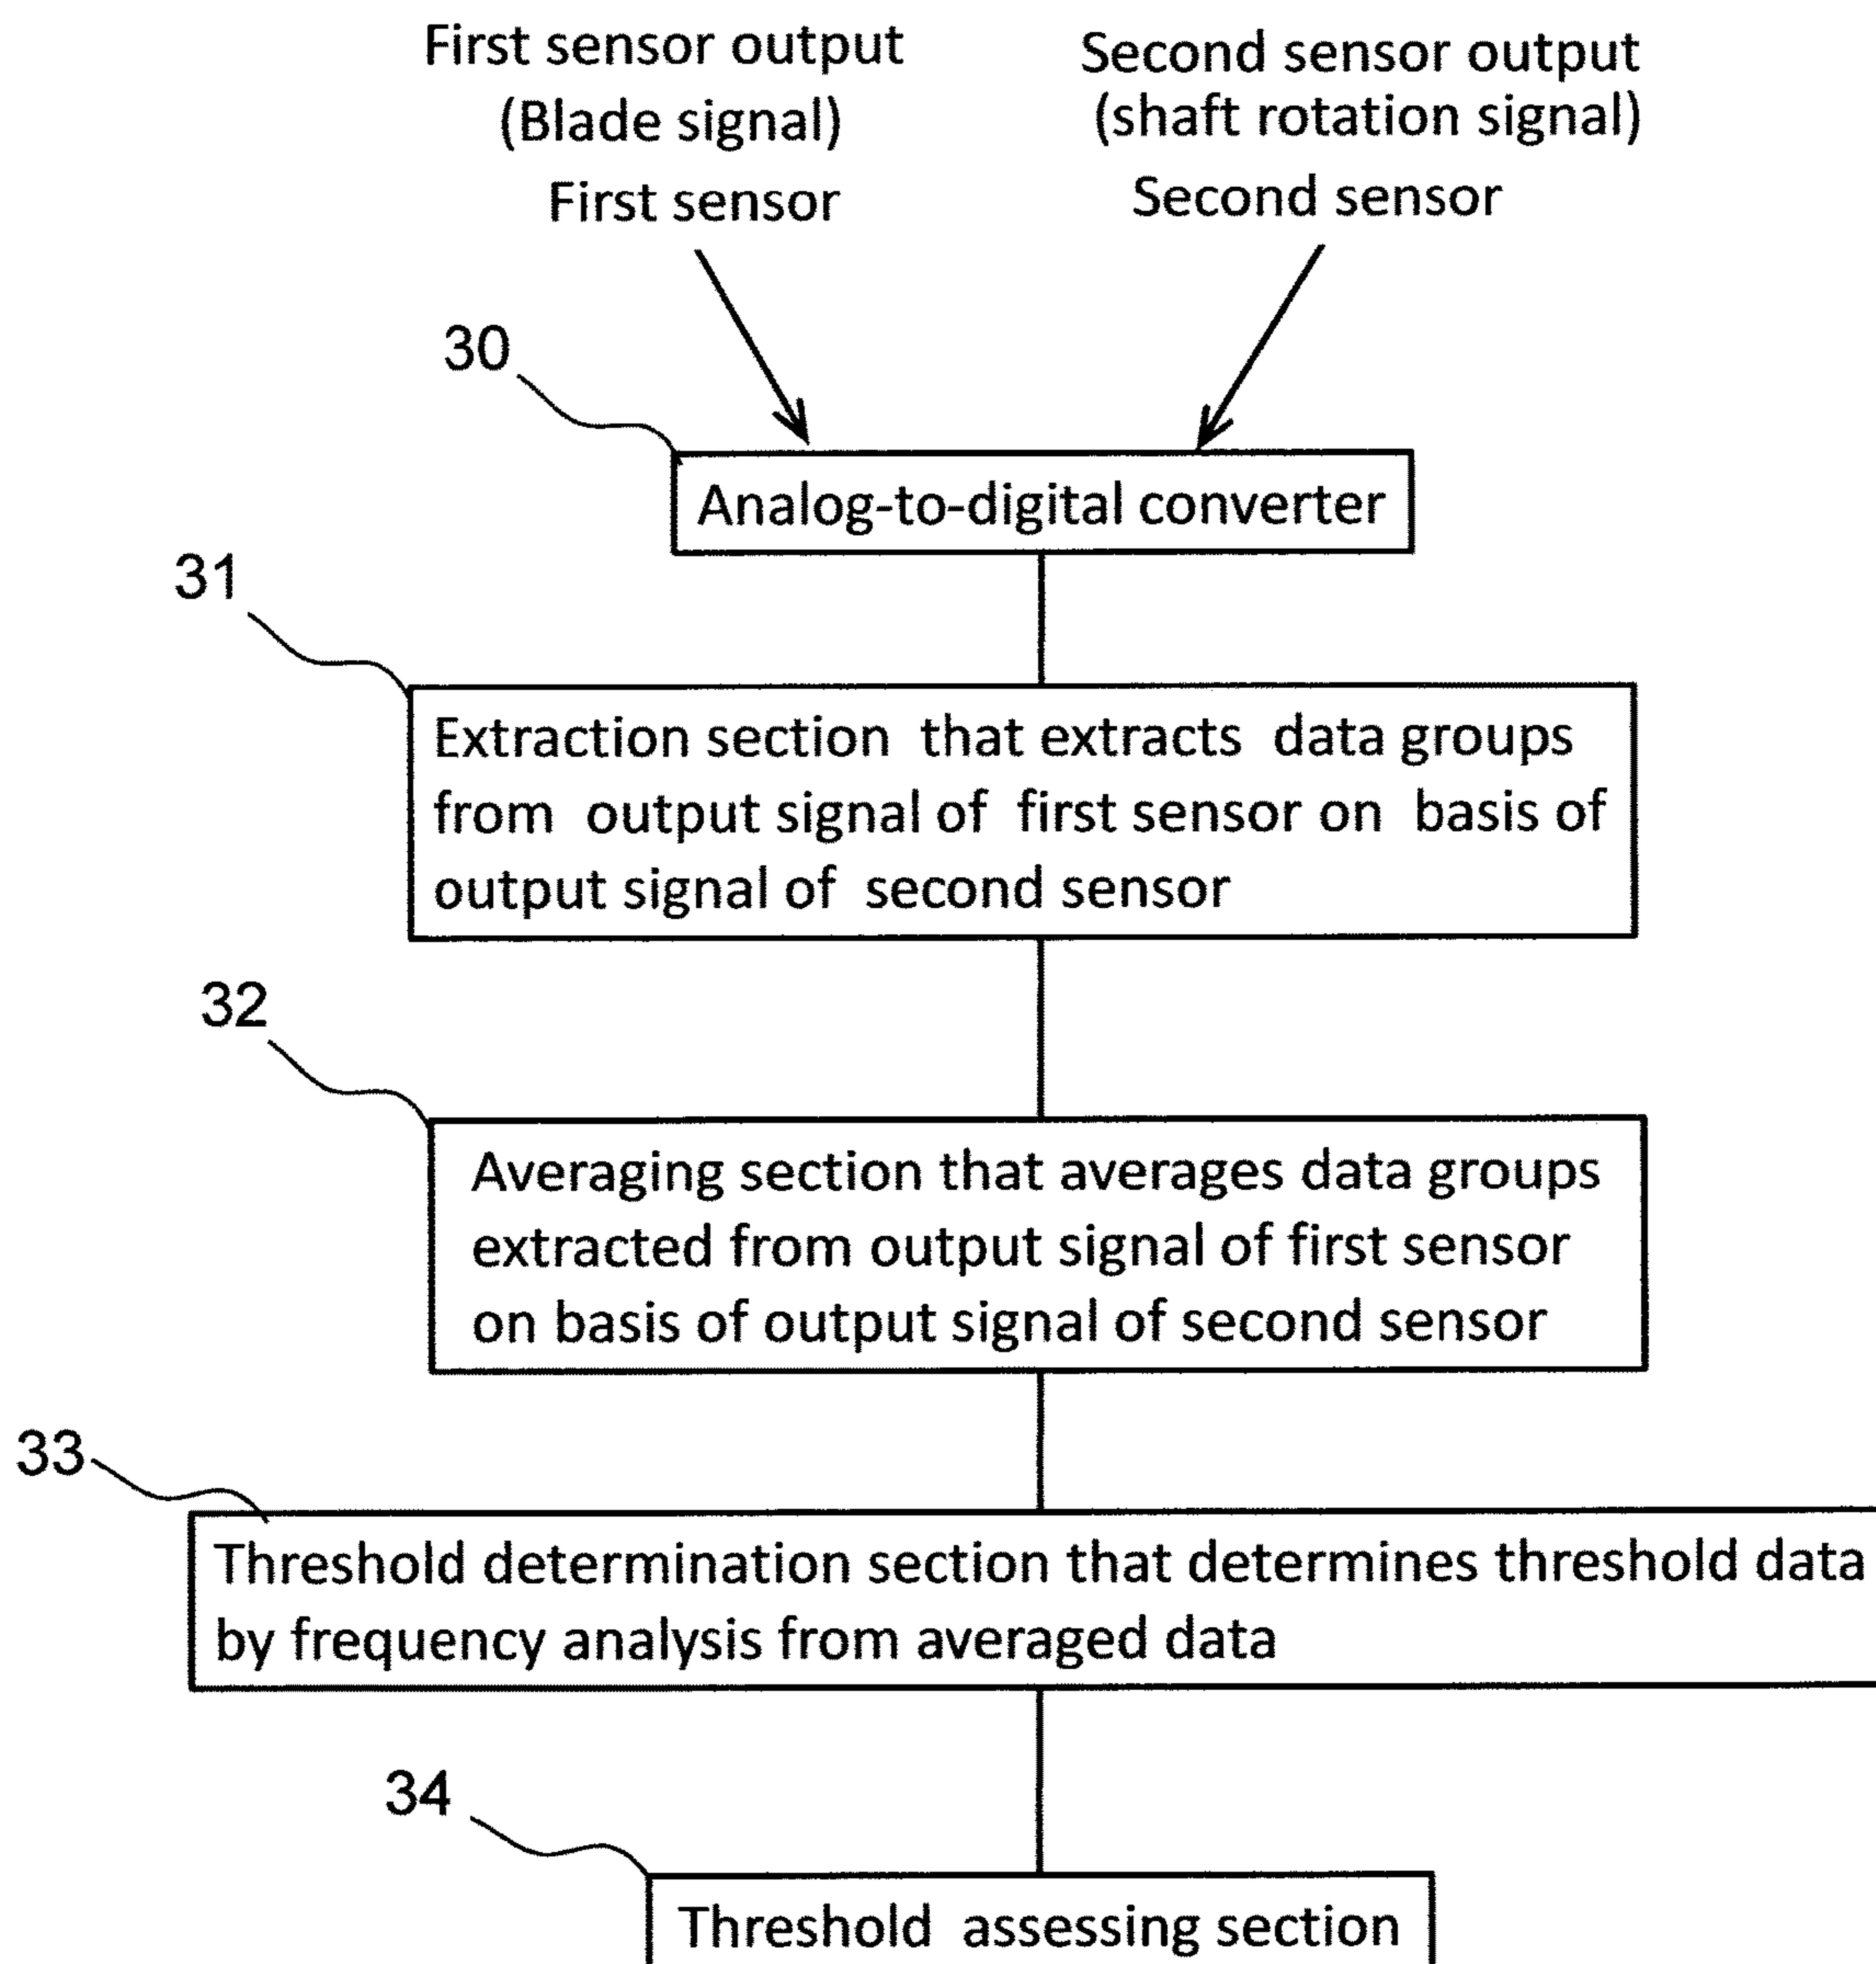 First sensor output
(Blade signal)
First sensor
Second sensor output
(shaft rotation signal)
Second sensor
30
Analog-to-digital converter
31
Extraction section that extracts data groups
from output signal of first sensor on basis of
output signal of second sensor
32
Averaging section that averages data groups
extracted from output signal of first sensor
on basis of output signal of second sensor
33
Threshold determination section that determines threshold data
by frequency analysis from averaged data
34
Threshold assessing section